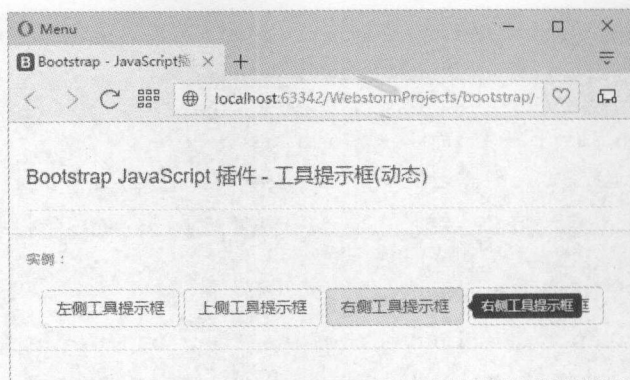 Menu
Bootstrap - JavaScript插
localhost:63342/WebstormProjects/bootstrap/
Bootstrap JavaScript 插件 - 工具提示框(动态)
实例：
左侧工具提示框 上侧工具提示框 右侧工具提示框 右侧工具提示框